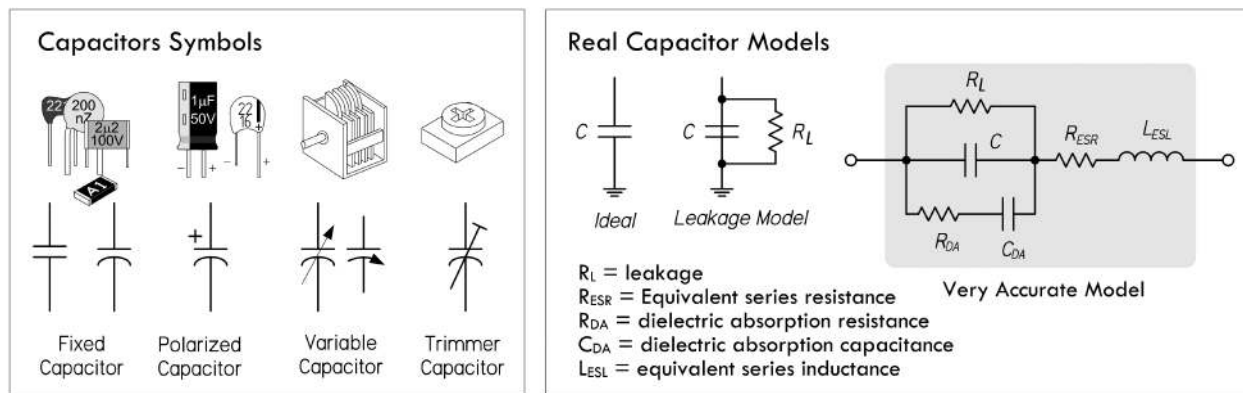 Capacitors Symbols
22
200
nZ
2µ2
100V
A1
1µF
50V
22
16 +
- +
- +
+
Fixed
Capacitor
Polarized
Capacitor
Variable
Capacitor
Trimmer
Capacitor
Real Capacitor Models
C
Ideal
C
RL
Leakage Model
RL
C
RESR
LESL
RDA
CDA
Very Accurate Model
RL = leakage
RESR = Equivalent series resistance
RDA = dielectric absorption resistance
CDA = dielectric absorption capacitance
LESL = equivalent series inductance